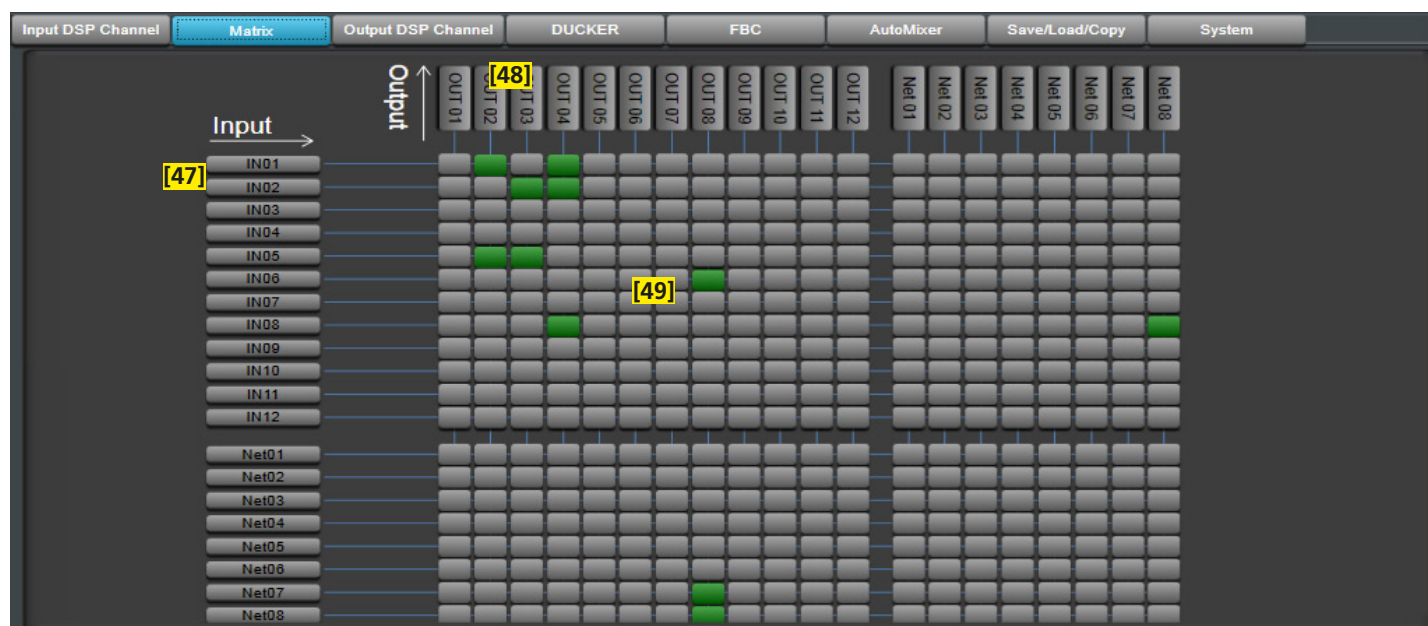 Input DSP Channel
Matrix
Output DSP Channel
DUCKER
FBC
AutoMixer
Save/Load/Copy
System
Output
[48]
OUT 01
OUT 02
OUT 03
OUT 04
OUT 05
OUT 06
OUT 07
OUT 08
OUT 09
OUT 10
OUT 11
OUT 12
Net 01
Net 02
Net 03
Net 04
Net 05
Net 06
Net 07
Net 08
Input
[47]
IN01
IN02
IN03
IN04
IN05
IN06
[49]
IN07
IN08
IN09
IN10
IN11
IN12
Net01
Net02
Net03
Net04
Net05
Net06
Net07
Net08